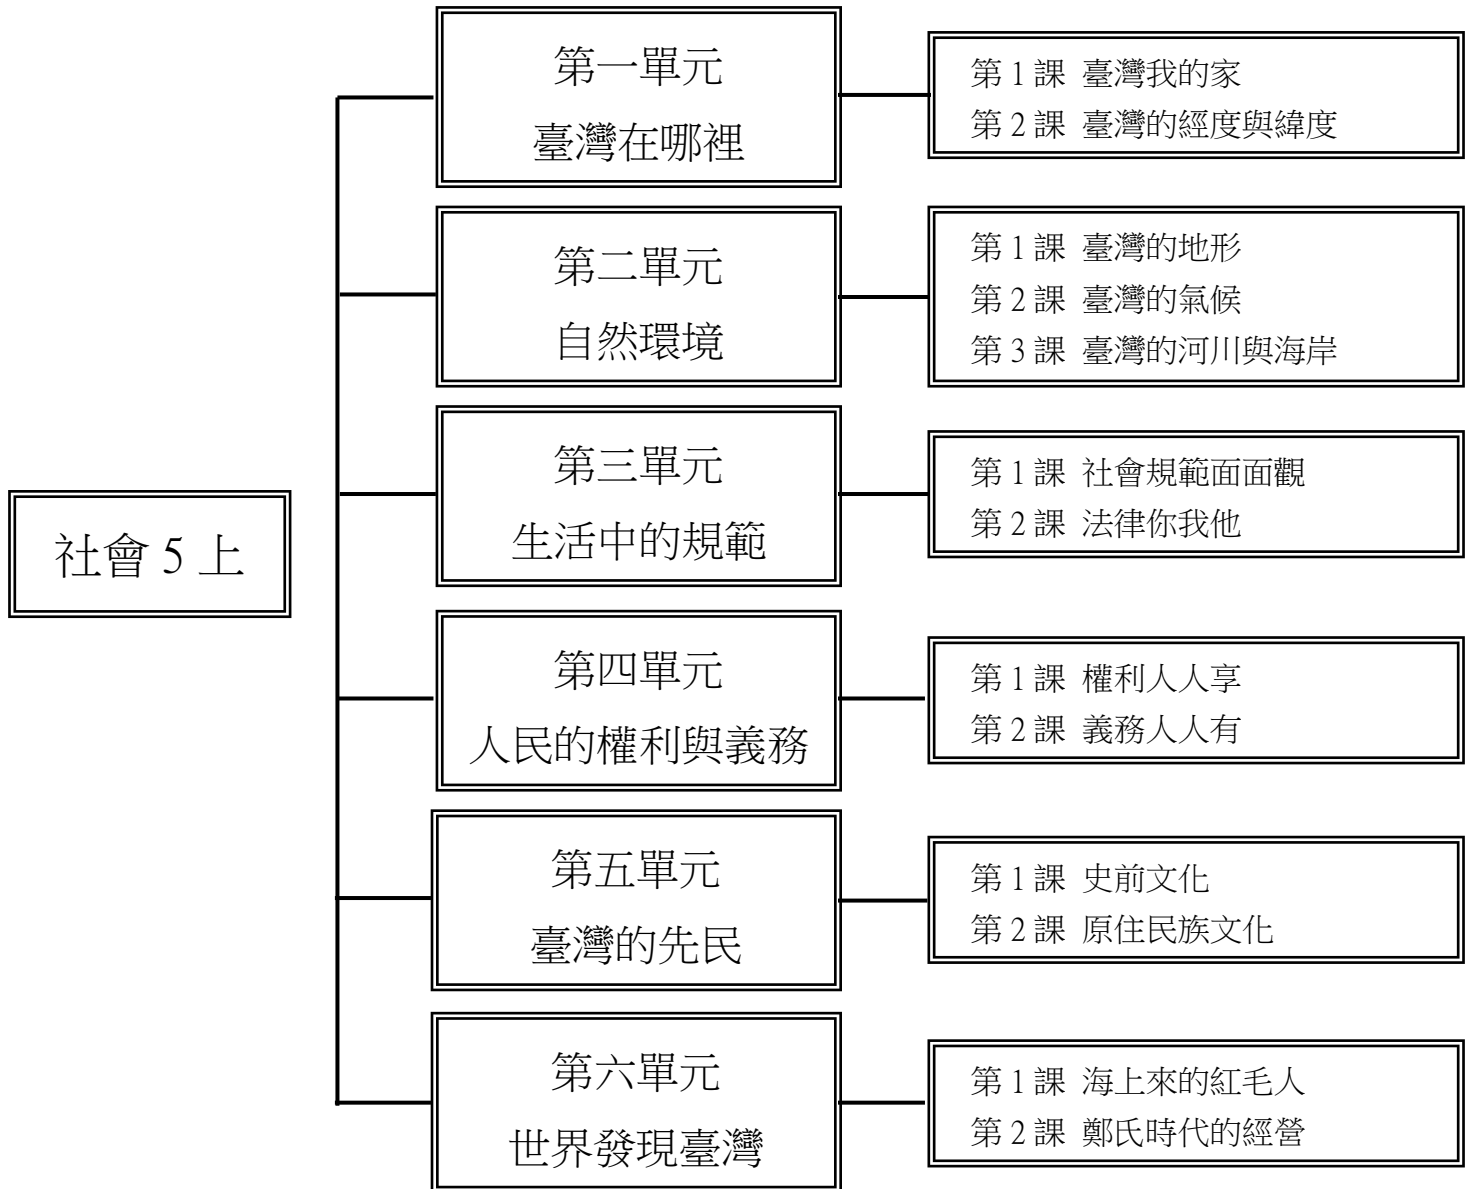 社會 5 上
第一單元
臺灣在哪裡
第 1 課 臺灣我的家
第 2 課 臺灣的經度與緯度
第二單元
自然環境
第 1 課 臺灣的地形
第 2 課 臺灣的氣候
第 3 課 臺灣的河川與海岸
第三單元
生活中的規範
第 1 課 社會規範面面觀
第 2 課 法律你我他
第四單元
人民的權利與義務
第 1 課 權利人人享
第 2 課 義務人人有
第五單元
臺灣的先民
第 1 課 史前文化
第 2 課 原住民族文化
第六單元
世界發現臺灣
第 1 課 海上來的紅毛人
第 2 課 鄭氏時代的經營